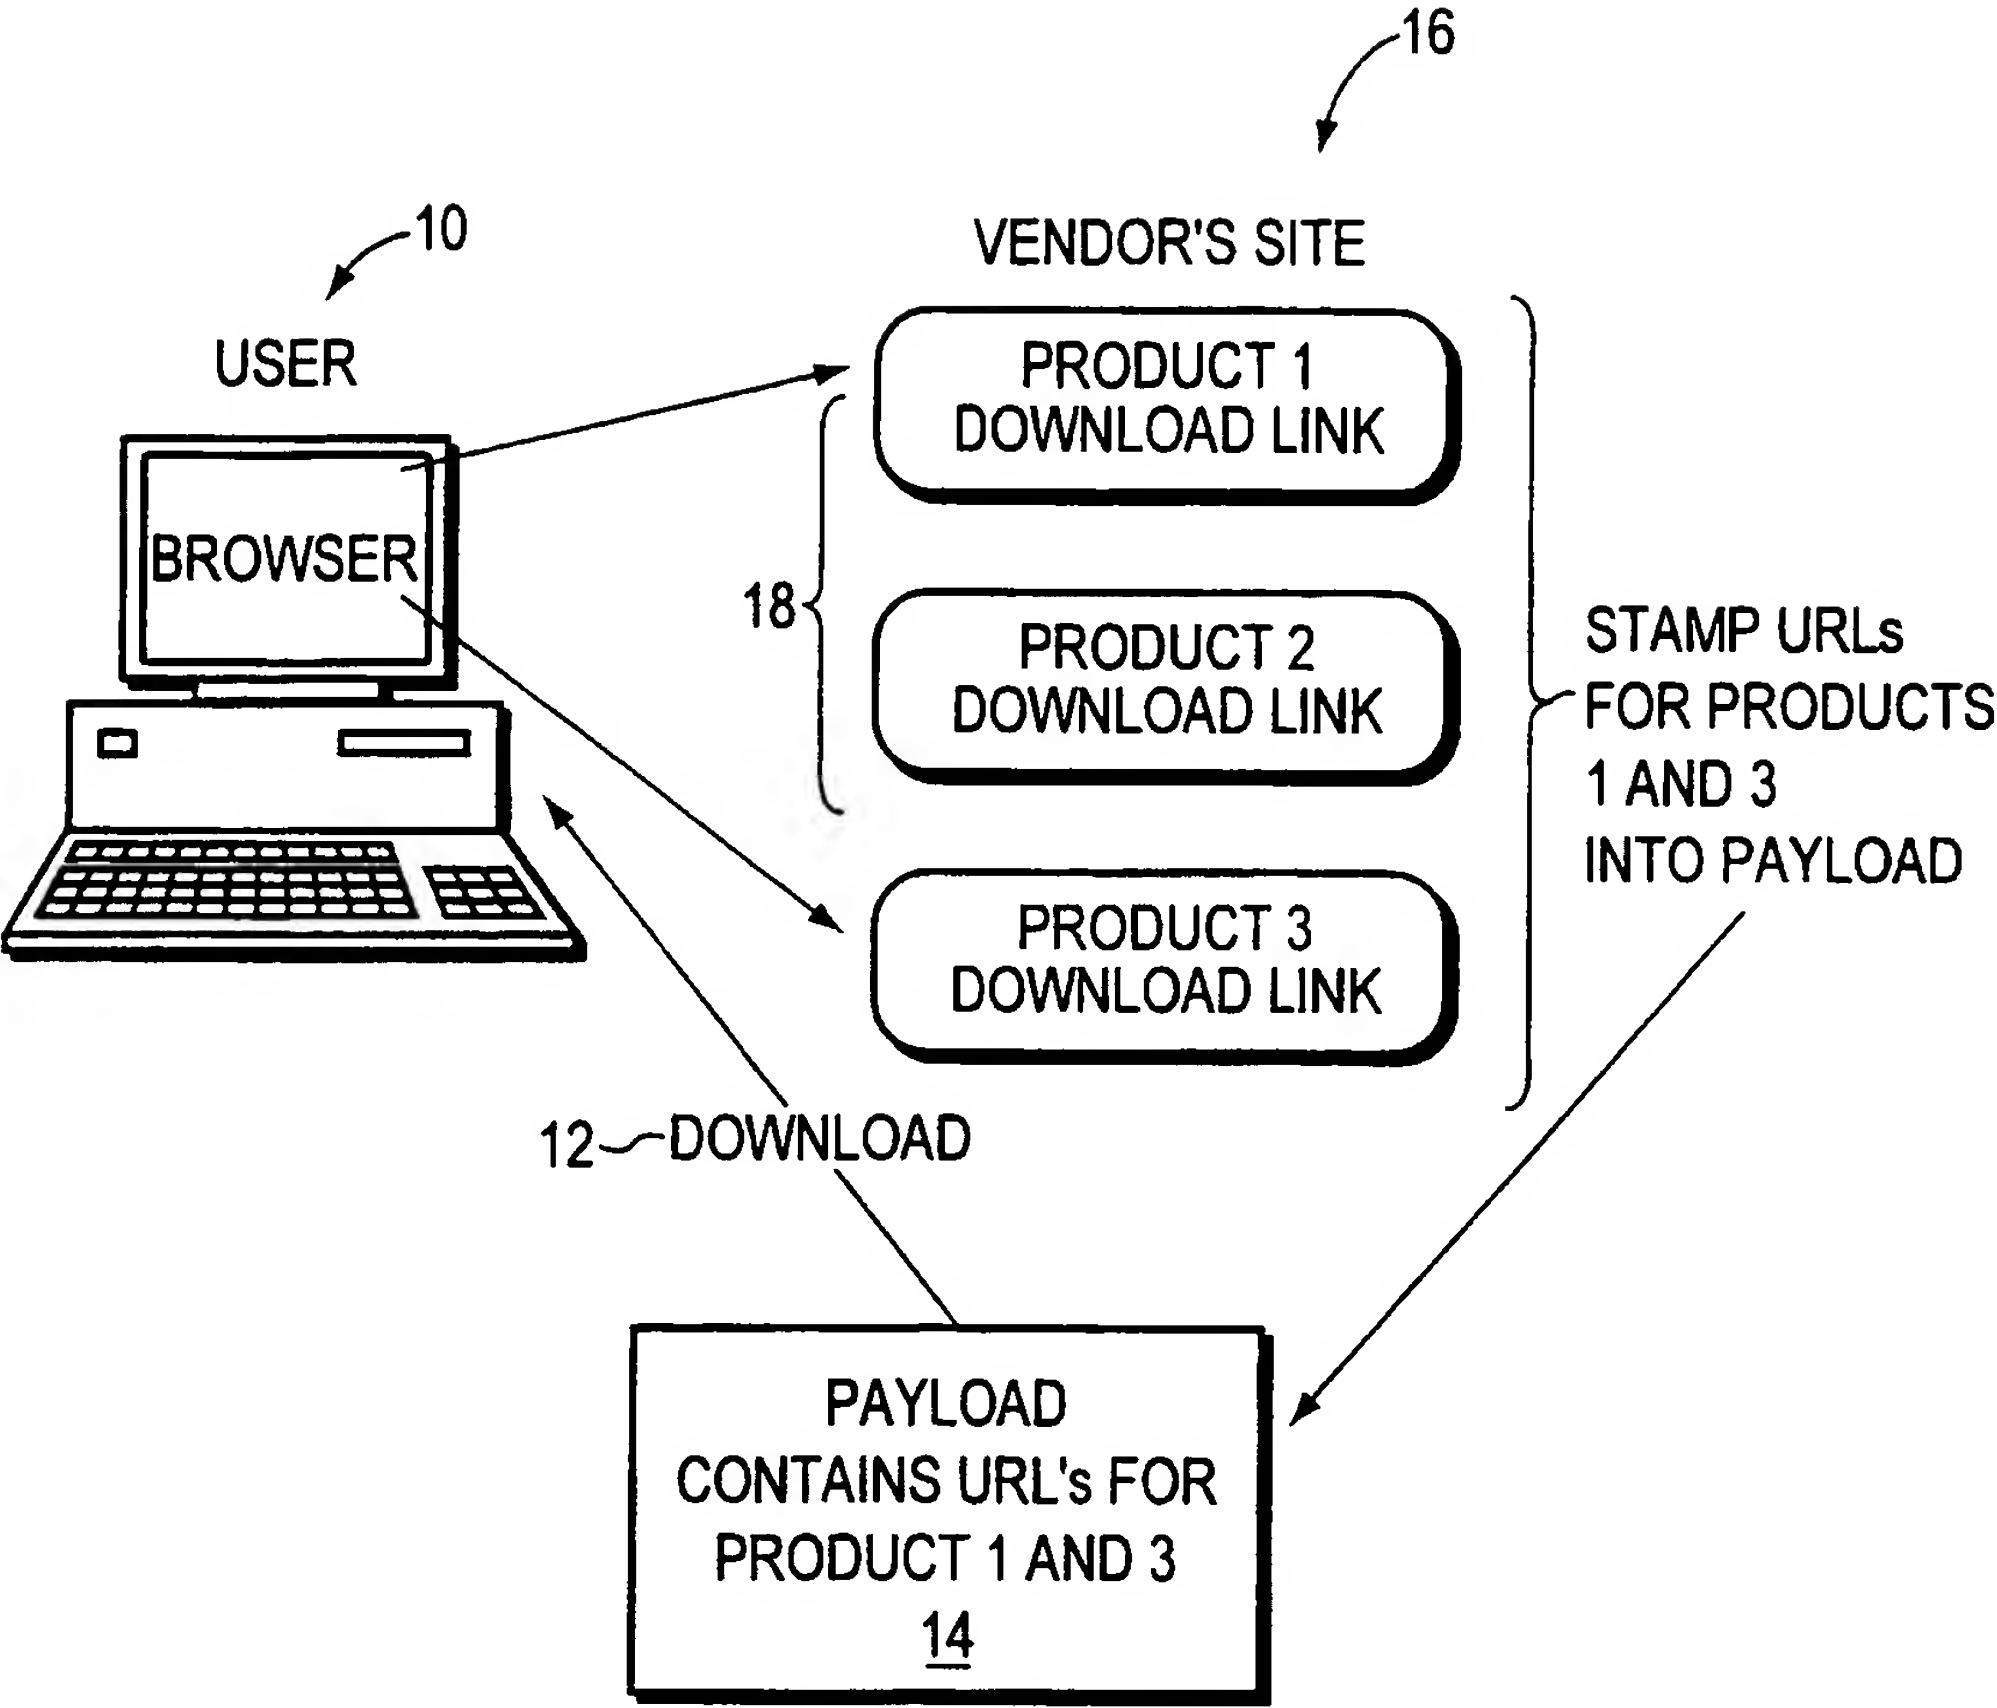 16
10
VENDOR'S SITE
USER
PRODUCT 1
DOWNLOAD LINK
BROWSER
18
PRODUCT 2
DOWNLOAD LINK
STAMP URLs
FOR PRODUCTS
1 AND 3
INTO PAYLOAD
PRODUCT 3
DOWNLOAD LINK
12
DOWNLOAD
PAYLOAD
CONTAINS URL's FOR
PRODUCT 1 AND 3
14